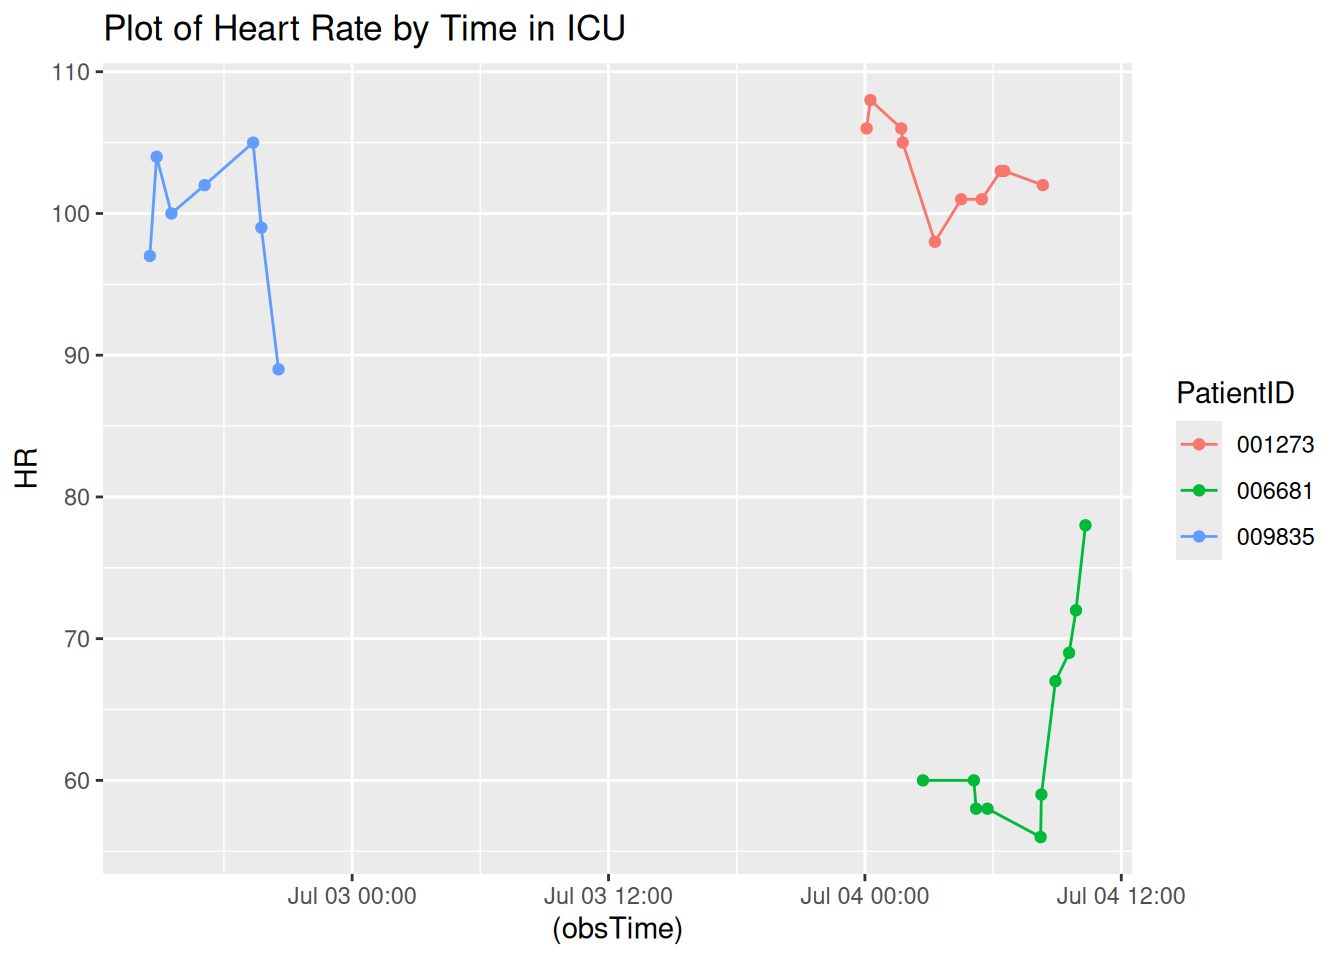 Plot of Heart Rate by Time in ICU
110
100
90
80
70
60
HR
Jul 03 00:00
Jul 03 12:00
Jul 04 00:00
Jul 04 12:00
(obsTime)
PatientID
001273
006681
009835